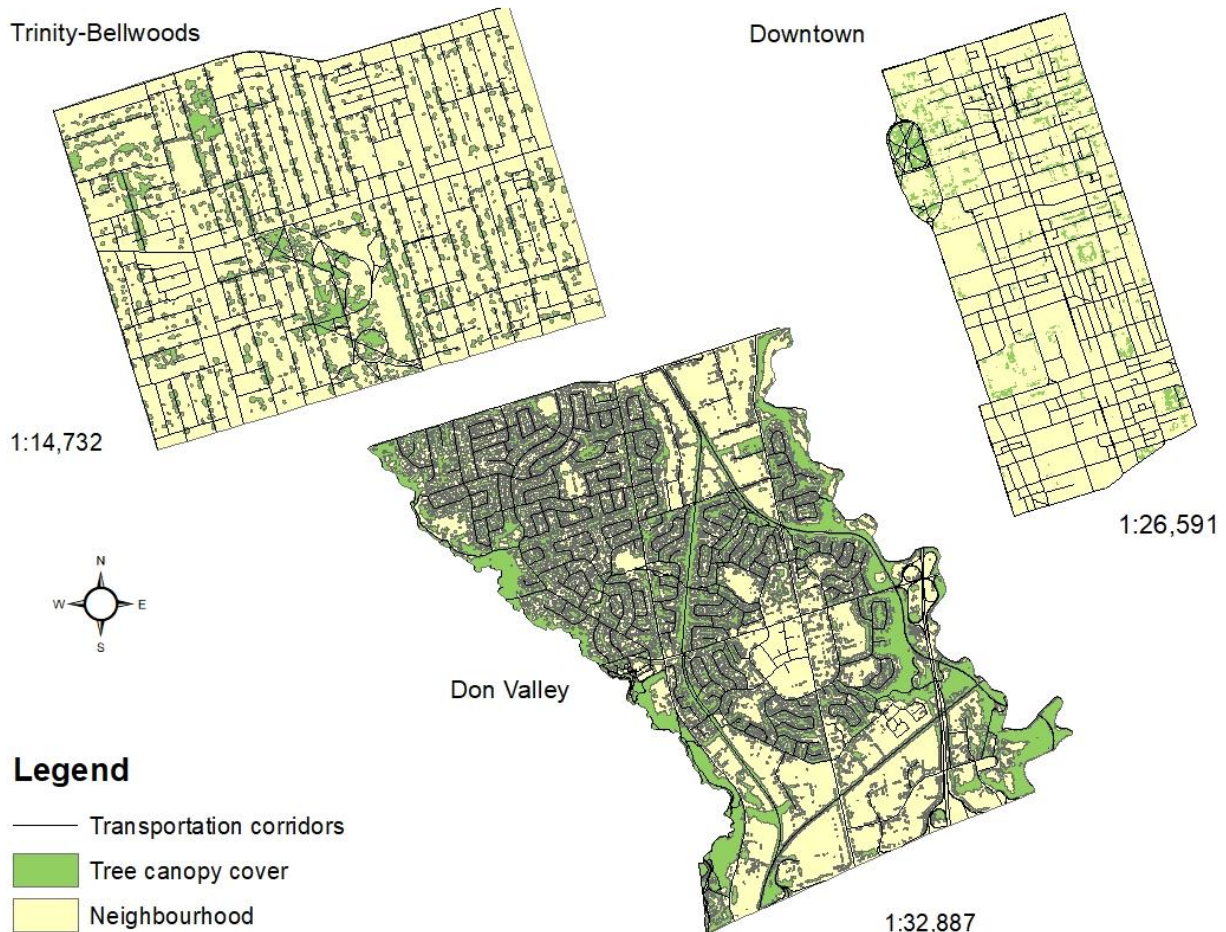 Trinity-Bellwoods
Downtown
1:14,732
1:26,591
N
W E
S
Don Valley
Legend
Transportation corridors
Tree canopy cover
Neighbourhood
1:32,887